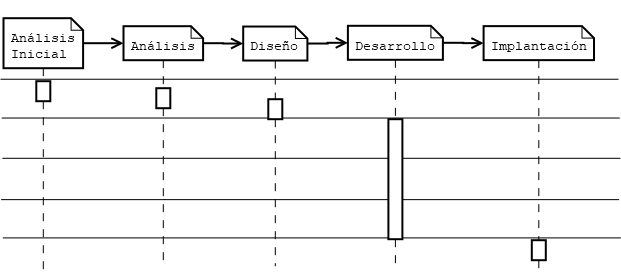 Análisis
Inicial
Análisis
Diseño
Desarrollo
Implantación